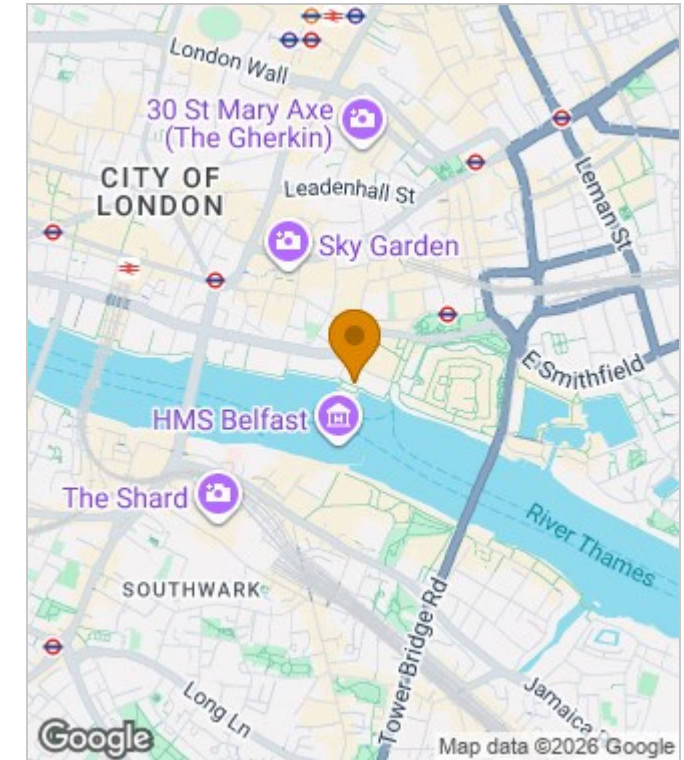 London Wall
30 St Mary Axe
(The Gherkin)
CITY OF
LONDON
Leadenhall St
Leman St
Sky Garden
E Smithfield
HMS Belfast
The Shard
River Thames
SOUTHWARK
Tower Bridge Rd
Long Ln
Jamaica
Google
Map data ©2026 Google